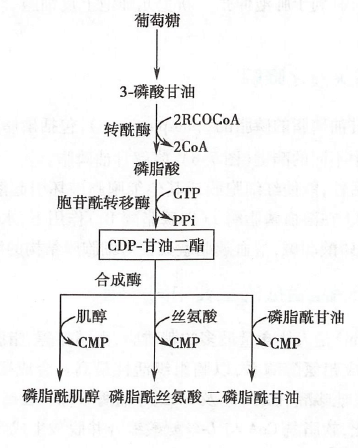 葡萄糖
3-磷酸甘油
转酰酶
2RCOCoA
2CoA
磷脂酸
胞苷酰转移酶
CTP
PPi
CDP-甘油二酯
合成酶
肌醇
CMP
丝氨酸
CMP
磷脂酰甘油
CMP
磷脂酰肌醇 磷脂酰丝氨酸 二磷脂酰甘油